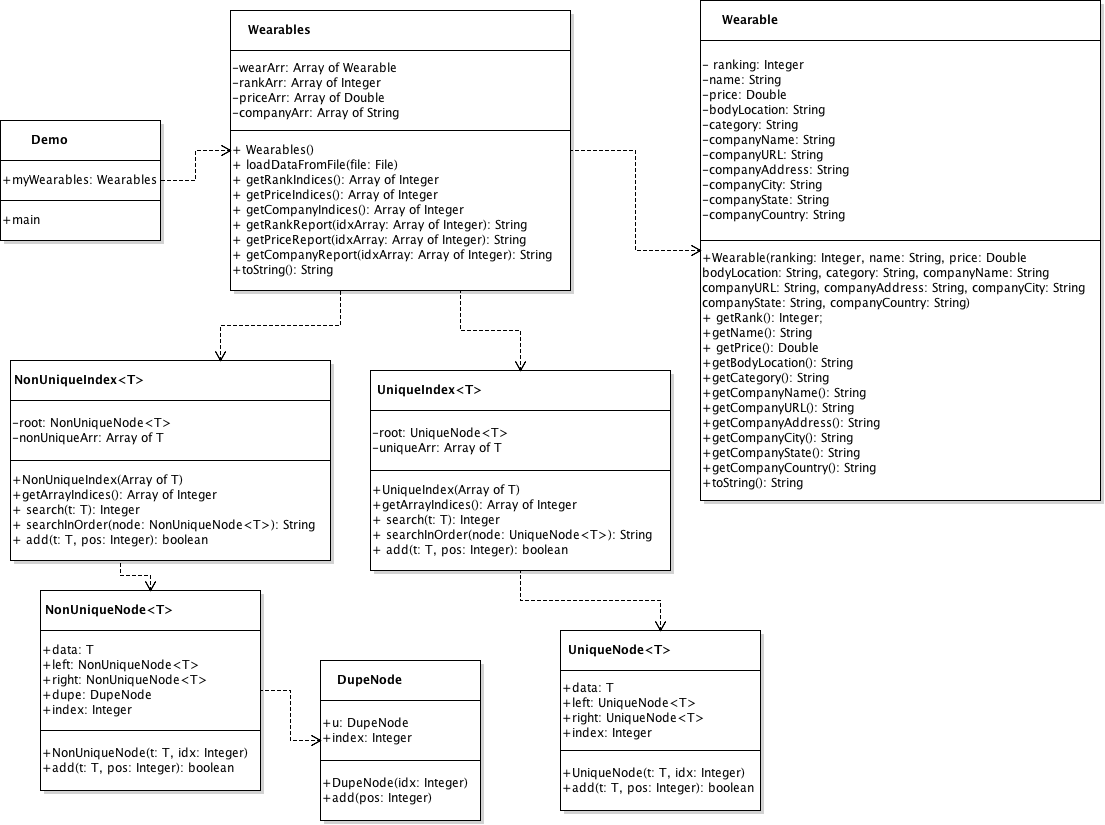 Demo
+myWearables: Wearables
+main
Wearables
-wearArr: Array of Wearable
-rankArr: Array of Integer
-priceArr: Array of Double
-companyArr: Array of String
+ Wearables()
+ loadDataFromFile(file: File)
+ getRankIndices(): Array of Integer
+ getPriceIndices(): Array of Integer
+ getCompanyIndices(): Array of Integer
+ getRankReport(idxArray: Array of Integer): String
+ getPriceReport(idxArray: Array of Integer): String
+ getCompanyReport(idxArray: Array of Integer): String
+toString(): String
Wearable
- ranking: Integer
-name: String
-price: Double
-bodyLocation: String
-category: String
-companyName: String
-companyURL: String
-companyAddress: String
-companyCity: String
-companyState: String
-companyCountry: String
+Wearable(ranking: Integer, name: String, price: Double
bodyLocation: String, category: String, companyName: String
companyURL: String, companyAddress: String, companyCity: String
companyState: String, companyCountry: String)
+ getRank(): Integer;
+getName(): String
+ getPrice(): Double
+getBodyLocation(): String
+getCategory(): String
+getCompanyName(): String
+getCompanyURL(): String
+getCompanyAddress(): String
+getCompanyCity(): String
+getCompanyState(): String
+getCompanyCountry(): String
+toString(): String
NonUniqueIndex<T>
-root: NonUniqueNode<T>
-nonUniqueArr: Array of T
+NonUniqueIndex(Array of T)
+getArrayIndices(): Array of Integer
+ search(t: T): Integer
+ searchInOrder(node: NonUniqueNode<T>): String
+ add(t: T, pos: Integer): boolean
UniqueIndex<T>
-root: UniqueNode<T>
-uniqueArr: Array of T
+UniqueIndex(Array of T)
+getArrayIndices(): Array of Integer
+ search(t: T): Integer
+ searchInOrder(node: UniqueNode<T>): String
+ add(t: T, pos: Integer): boolean
NonUniqueNode<T>
+data: T
+left: NonUniqueNode<T>
+right: NonUniqueNode<T>
+dupe: DupeNode
+index: Integer
+NonUniqueNode(t: T, idx: Integer)
+add(t: T, pos: Integer): boolean
DupeNode
+u: DupeNode
+index: Integer
+DupeNode(idx: Integer)
+add(pos: Integer)
UniqueNode<T>
+data: T
+left: UniqueNode<T>
+right: UniqueNode<T>
+index: Integer
+UniqueNode(t: T, idx: Integer)
+add(t: T, pos: Integer): boolean